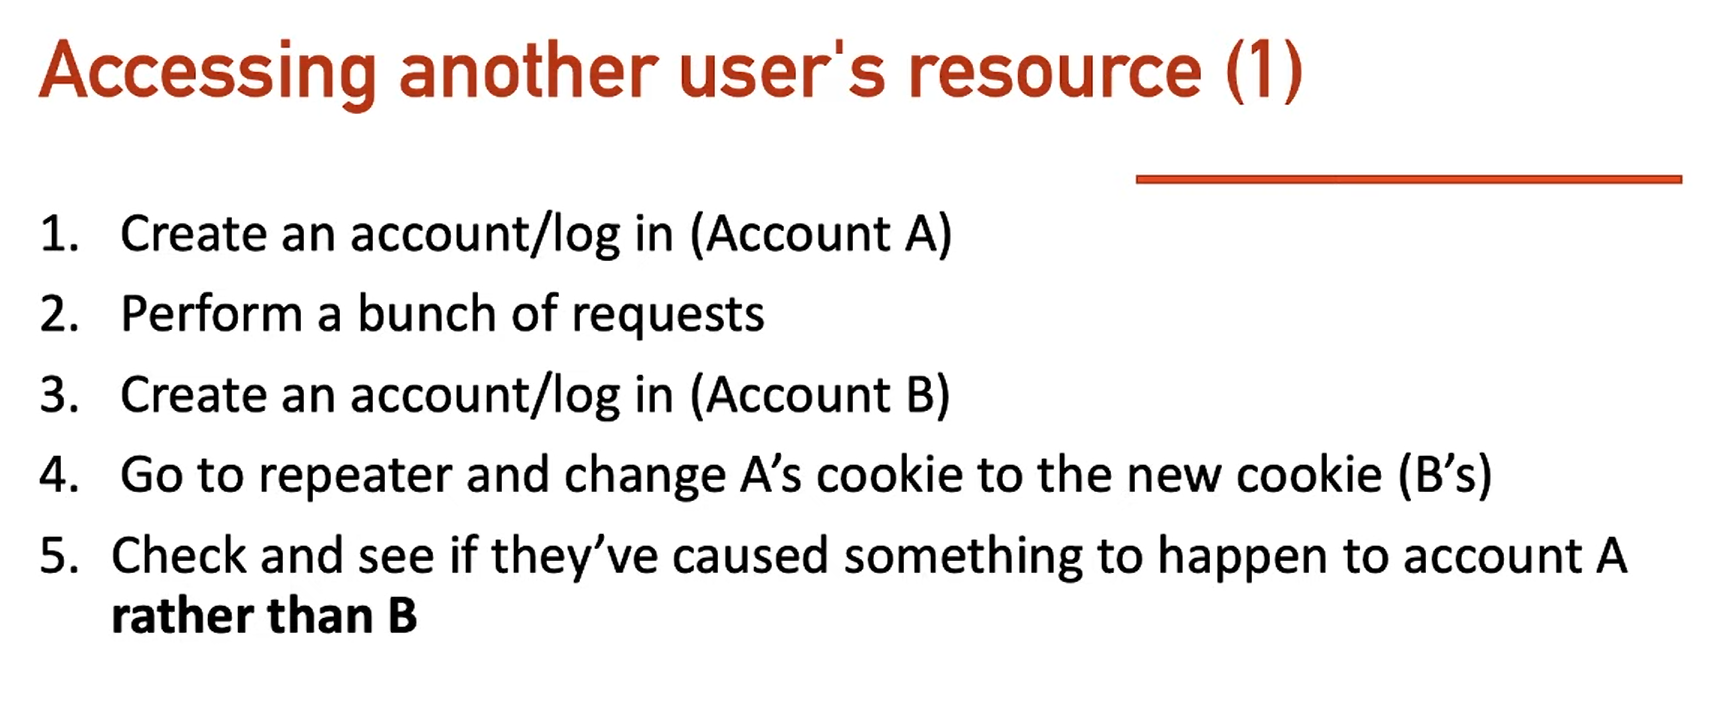 Accessing another user's resource (1)
1. Create an account/log in (Account A)
2. Perform a bunch of requests
3. Create an account/log in (Account B)
4. Go to repeater and change A’s cookie to the new cookie (B’s)
5. Check and see if they’ve caused something to happen to account A
rather than B